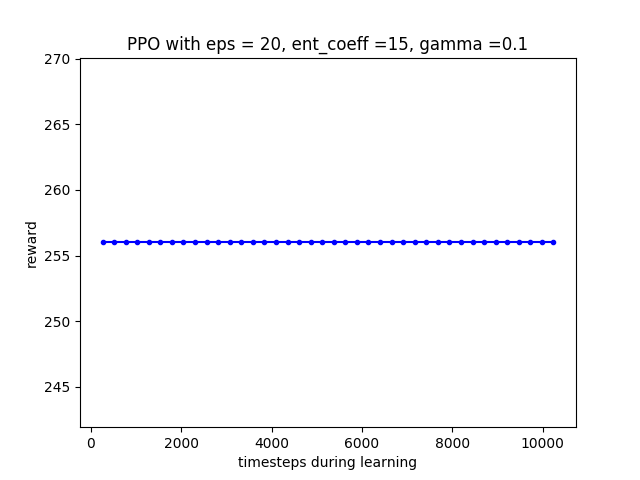 PPO with eps = 20, ent_coeff =15, gamma =0.1
270
265
260
255
250
245
reward
0 2000 4000 6000 8000 10000
timesteps during learning